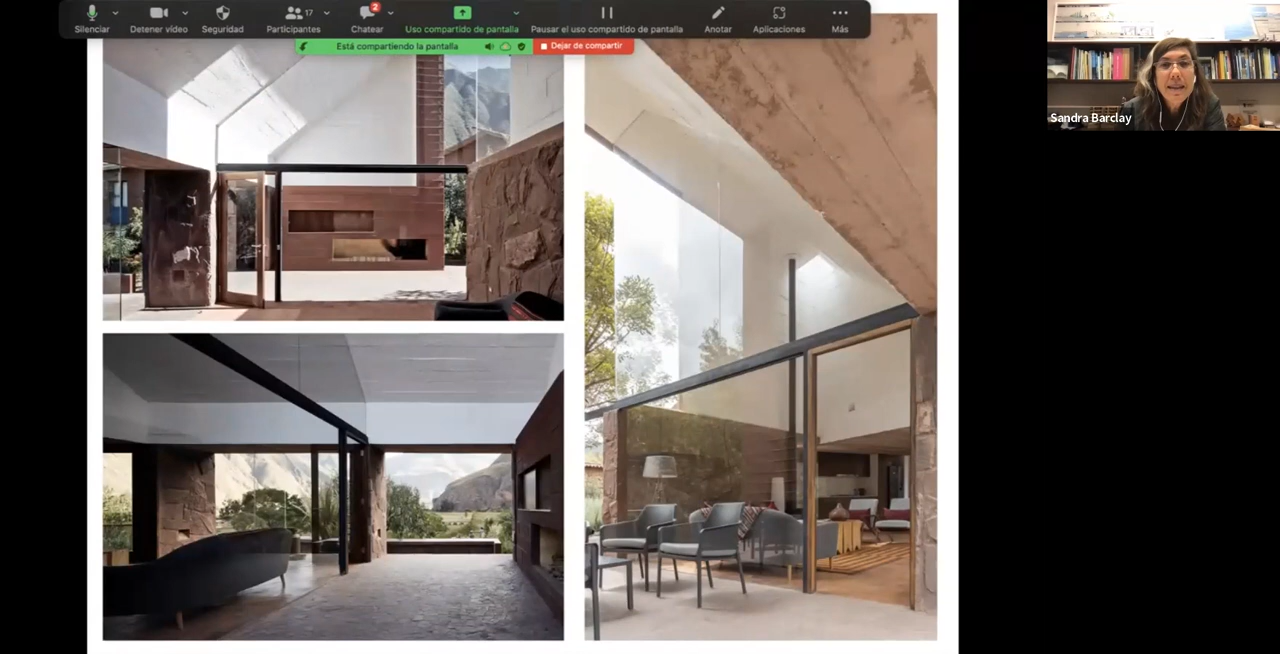 Silenciar
Detener vídeo
Seguridad
17
Participantes
2
Chatear
Uso compartido de pantalla
Pausar el uso compartido de pantalla
Anotar
Aplicaciones
Más
Está compartiendo la pantalla
Dejar de compartir
Sandra Barclay